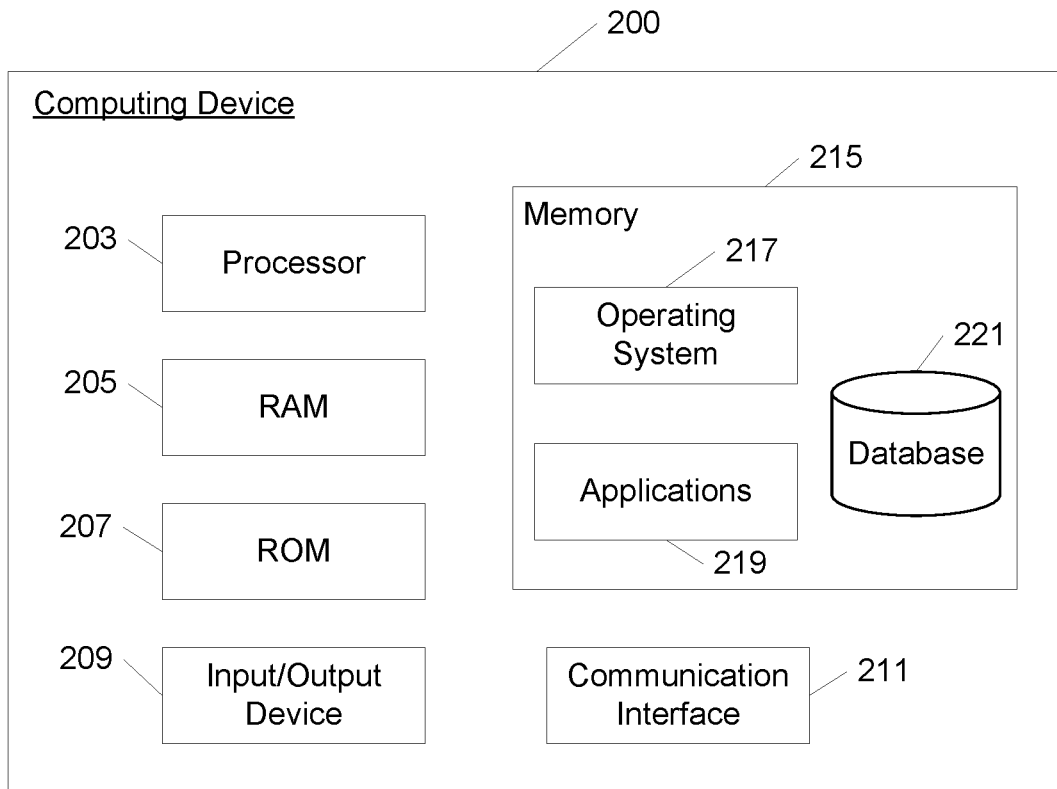 200
Computing Device
215
Memory
203
Processor
217
Operating
System
221
Database
205
RAM
Applications
219
207
ROM
209
Input/Output
Device
Communication
Interface
211